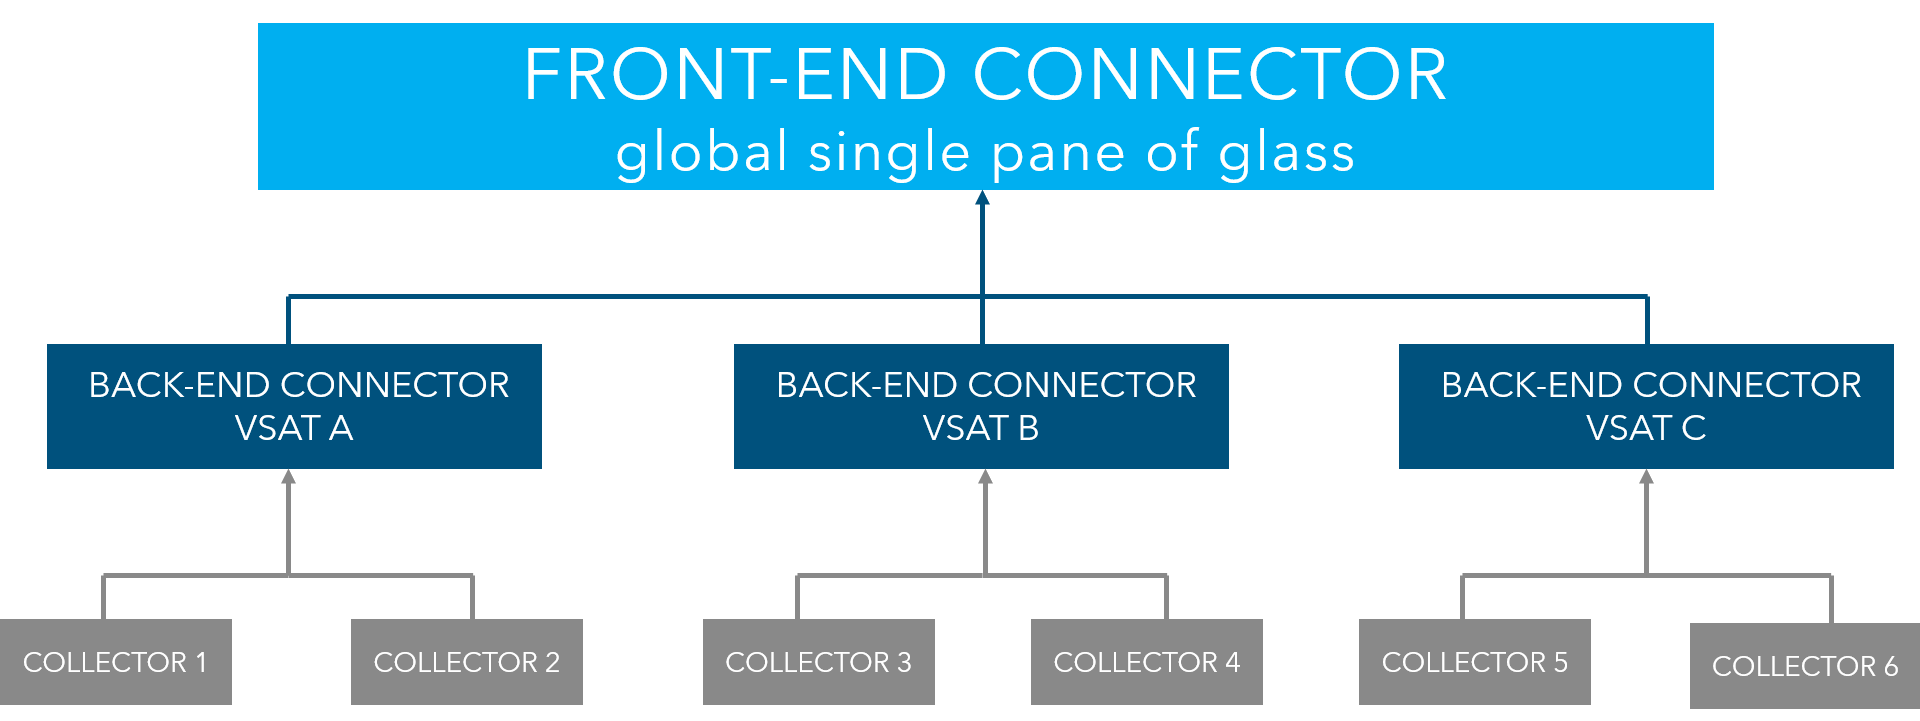 FRONT-END CONNECTOR
global single pane of glass
BACK-END CONNECTOR
VSAT A
BACK-END CONNECTOR
VSAT B
BACK-END CONNECTOR
VSAT C
COLLECTOR 1
COLLECTOR 2
COLLECTOR 3
COLLECTOR 4
COLLECTOR 5
COLLECTOR 6